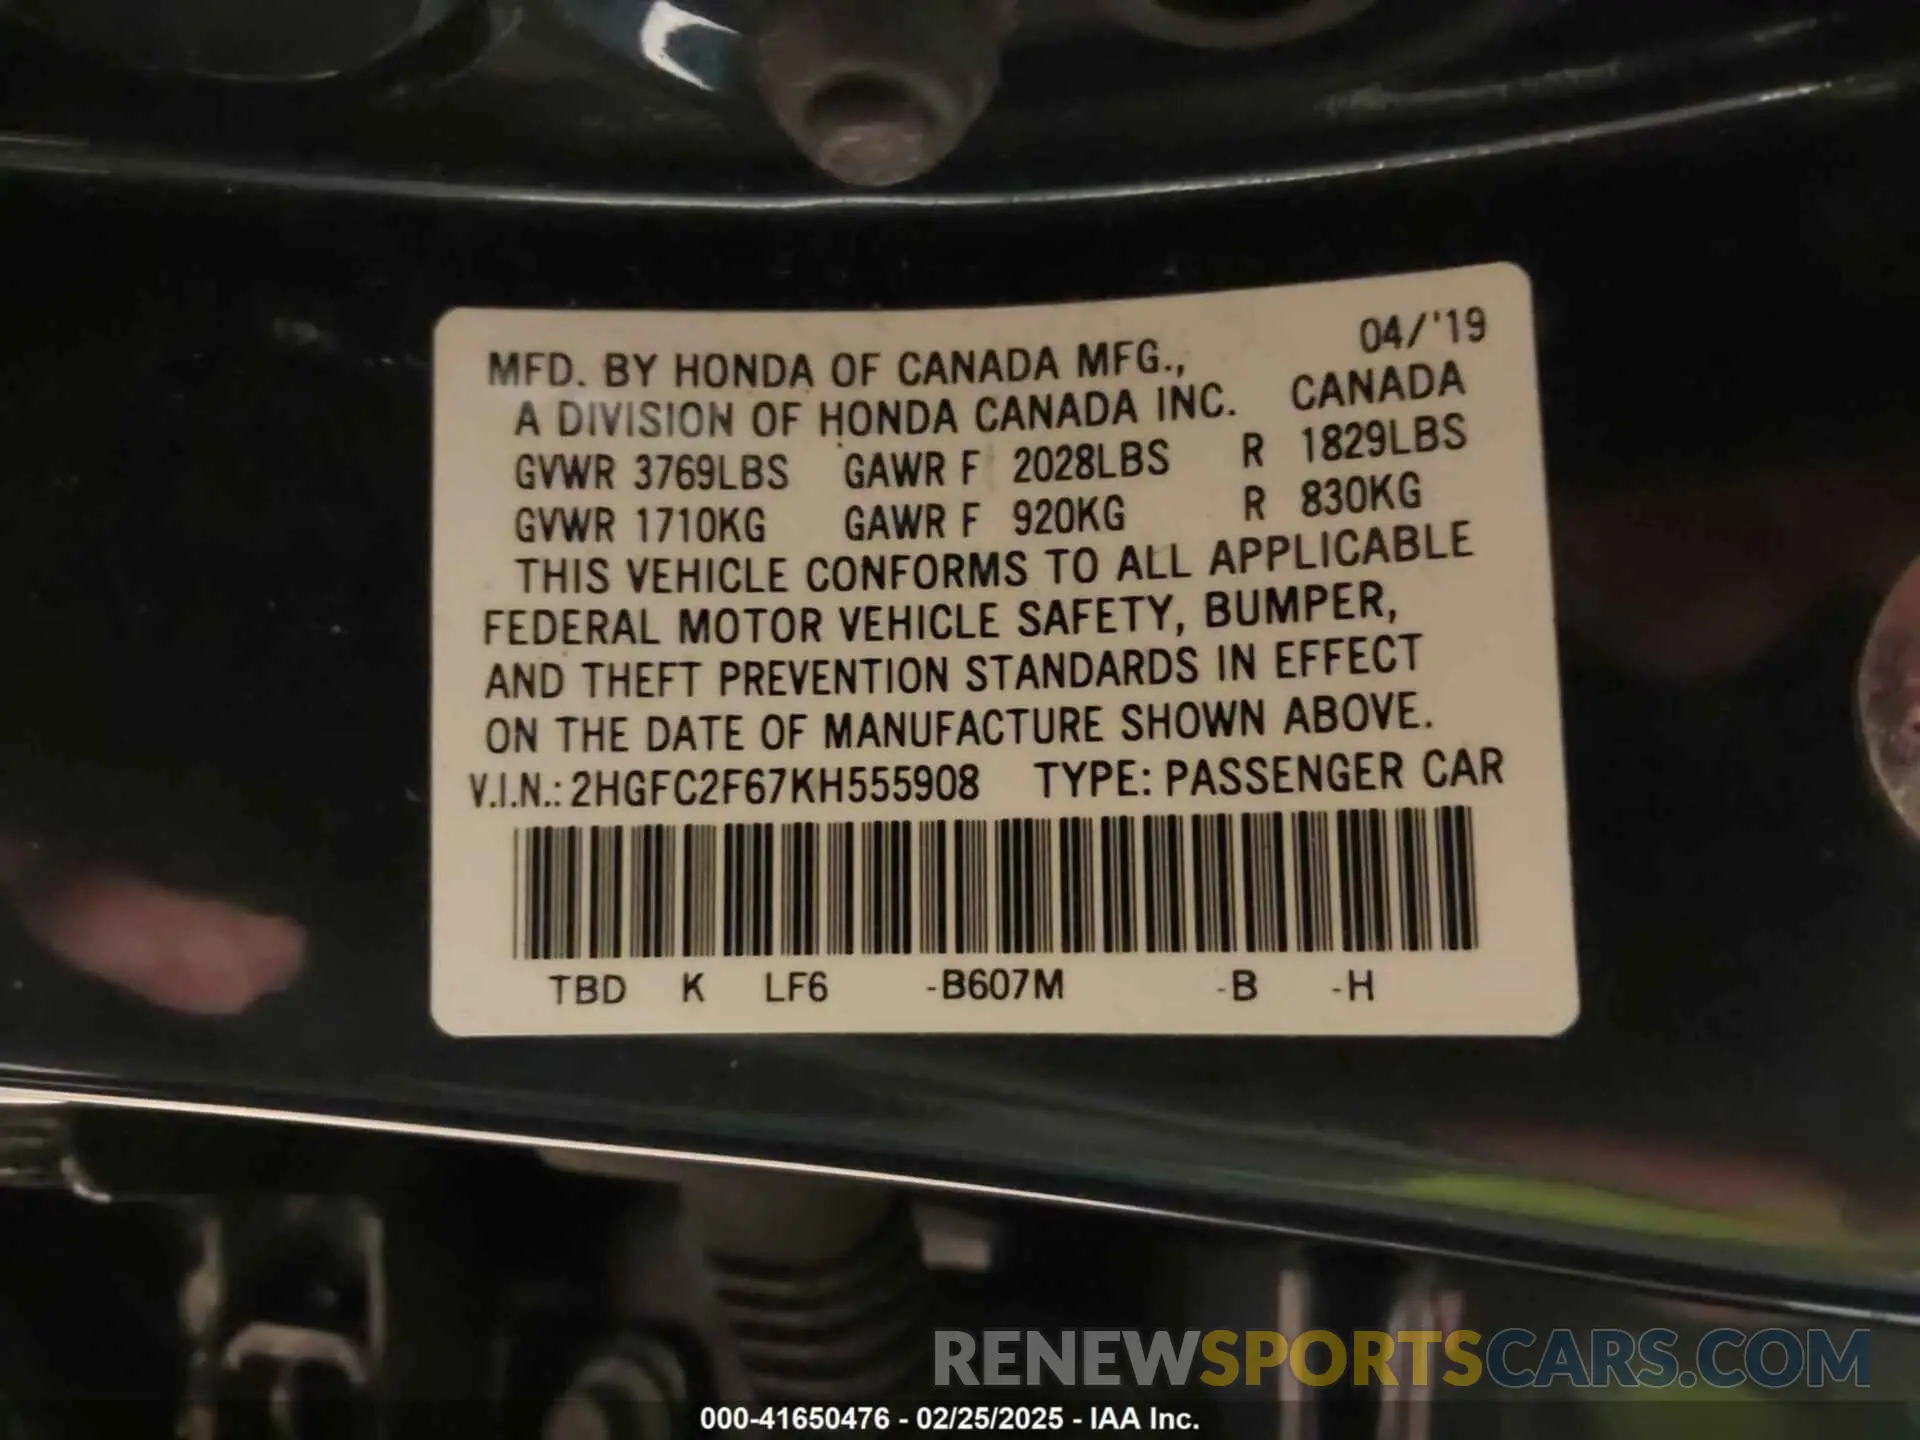 04/'19
MFD. BY HONDA OF CANADA MFG.,
A DIVISION OF HONDA CANADA INC. CANADA
GVWR 3769LBS GAWR F 2028LBS R 1829LBS
GVWR 1710KG GAWR F 920KG R 830KG
THIS VEHICLE CONFORMS TO ALL APPLICABLE
FEDERAL MOTOR VEHICLE SAFETY, BUMPER,
AND THEFT PREVENTION STANDARDS IN EFFECT
ON THE DATE OF MANUFACTURE SHOWN ABOVE.
V.I.N.: 2HGFC2F67KH555908 TYPE: PASSENGER CAR
TBD K LF6 -B607M -B -H
RENEWSPORTSCARS.COM
000-41650476 - 02/25/2025 - IAA Inc.